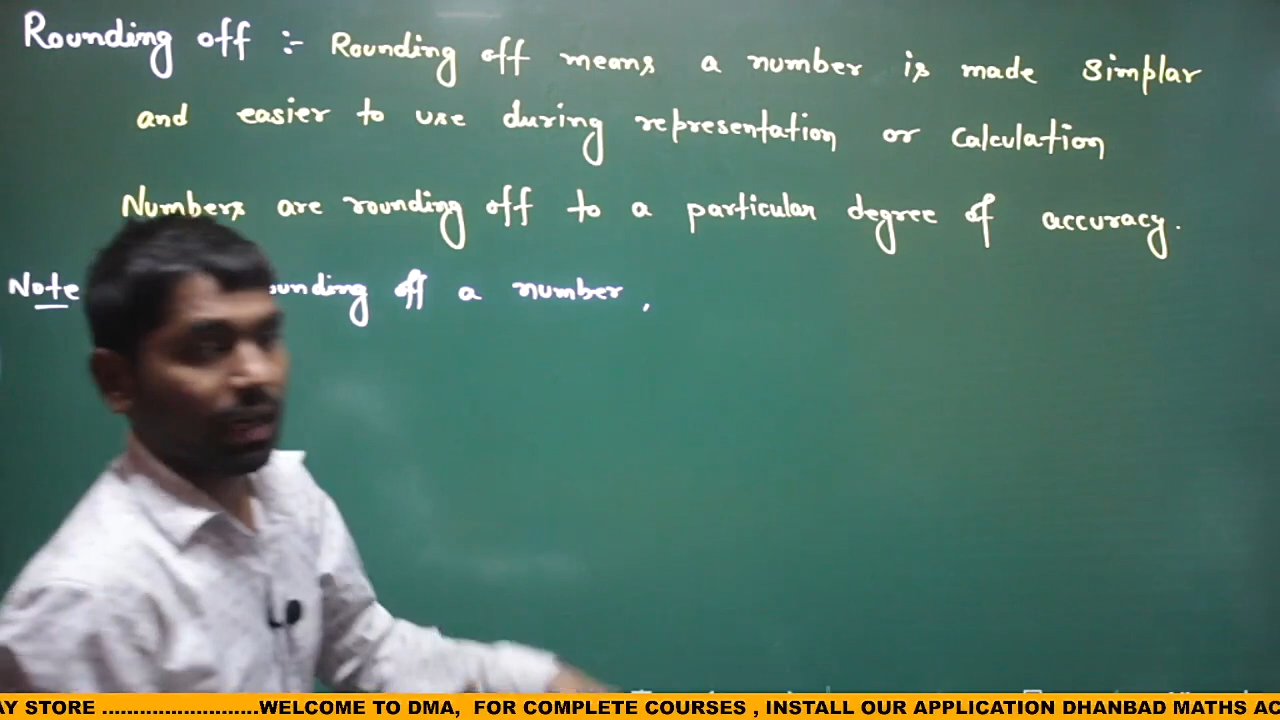 Rounding off :- Rounding off means a number is made Simplar
and easier to use during representation or calculation
Numbers are rounding off to a particular degree of accuracy.
Note ounding off a number ,
AY STORE .........................WELCOME TO DMA, FOR COMPLETE COURSES , INSTALL OUR APPLICATION DHANBAD MATHS AC